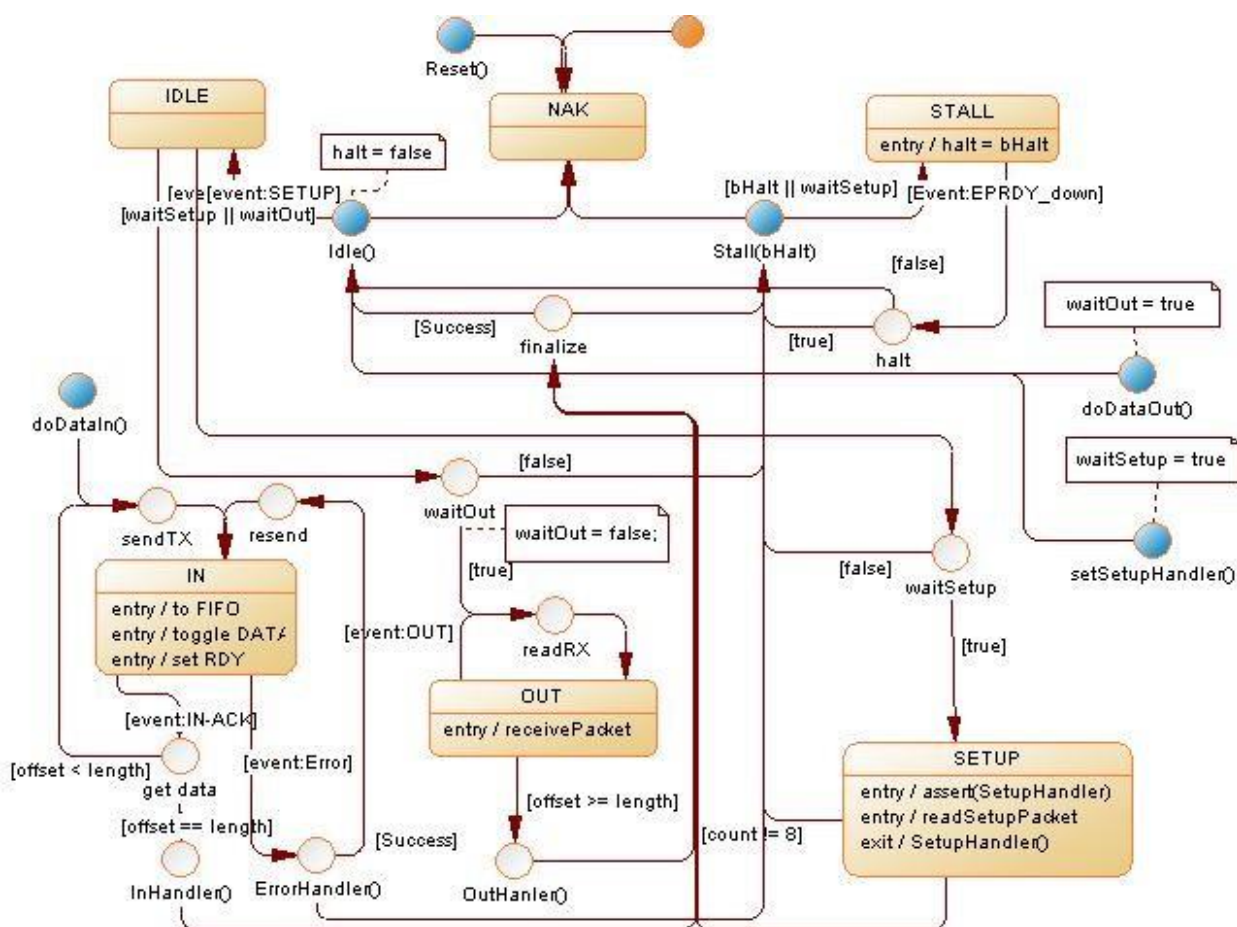 Reset()
IDLE
NAK
STALL
entry / halt = bHalt
halt = false
[eve[event:SETUP]
[waitSetup || waitOut]
[bHalt || waitSetup]
[Event:EPRDY_down]
Idle()
Stall(bHalt)
[false]
waitOut = true
[Success]
[true]
finalize
halt
doDataIn()
doDataOut()
waitSetup = true
[false]
waitOut
sendTX
resend
waitOut = false;
[false]
waitSetup
setSetupHandler()
IN
entry / to FIFO
entry / toggle DATA
entry / set RDY
[true]
[event:OUT]
readRX
[true]
OUT
entry / receivePacket
[event:IN-ACK]
[event:Error]
[offset < length]
get data
SETUP
entry / assert(SetupHandler)
entry / readSetupPacket
exit / SetupHandler()
[offset >= length]
[offset == length]
[Success]
[count != 8]
InHandler()
ErrorHandler()
OutHanler()